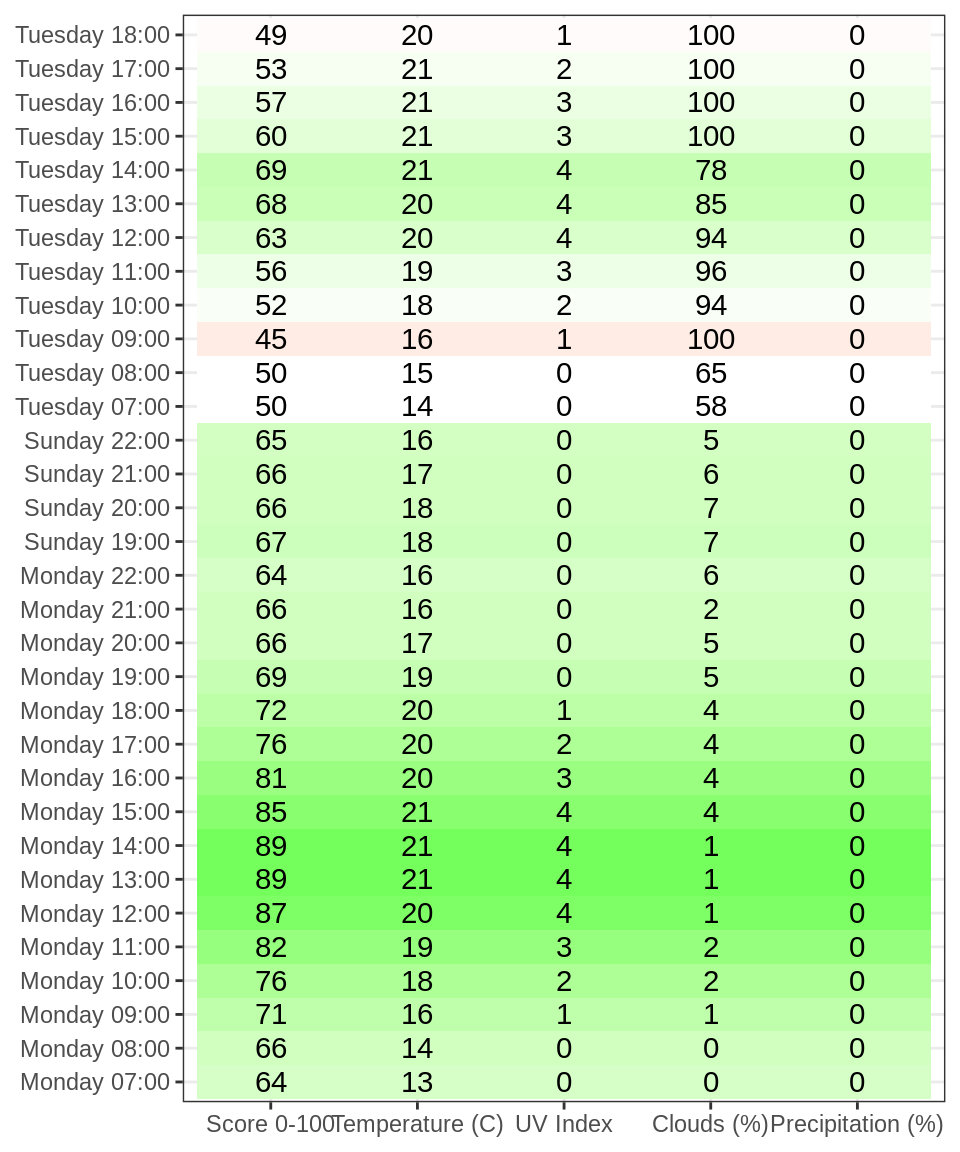 Tuesday 18:00 49 20 1 100 0
Tuesday 17:00 53 21 2 100 0
Tuesday 16:00 57 21 3 100 0
Tuesday 15:00 60 21 3 100 0
Tuesday 14:00 69 21 4 78 0
Tuesday 13:00 68 20 4 85 0
Tuesday 12:00 63 20 4 94 0
Tuesday 11:00 56 19 3 96 0
Tuesday 10:00 52 18 2 94 0
Tuesday 09:00 45 16 1 100 0
Tuesday 08:00 50 15 0 65 0
Tuesday 07:00 50 14 0 58 0
Sunday 22:00 65 16 0 5 0
Sunday 21:00 66 17 0 6 0
Sunday 20:00 66 18 0 7 0
Sunday 19:00 67 18 0 7 0
Monday 22:00 64 16 0 6 0
Monday 21:00 66 16 0 2 0
Monday 20:00 66 17 0 5 0
Monday 19:00 69 19 0 5 0
Monday 18:00 72 20 1 4 0
Monday 17:00 76 20 2 4 0
Monday 16:00 81 20 3 4 0
Monday 15:00 85 21 4 4 0
Monday 14:00 89 21 4 1 0
Monday 13:00 89 21 4 1 0
Monday 12:00 87 20 4 1 0
Monday 11:00 82 19 3 2 0
Monday 10:00 76 18 2 2 0
Monday 09:00 71 16 1 1 0
Monday 08:00 66 14 0 0 0
Monday 07:00 64 13 0 0 0
Score 0-100 Temperature (C) UV Index Clouds (%) Precipitation (%)